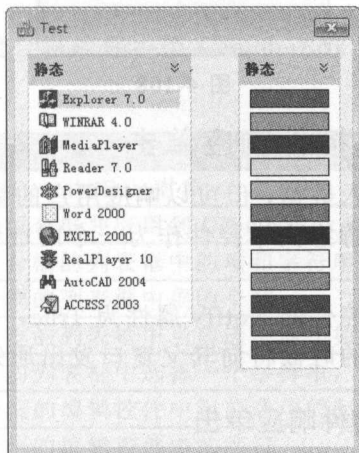 Test
静态
Explorer 7.0
WINRAR 4.0
MediaPlayer
Reader 7.0
PowerDesigner
Word 2000
EXCEL 2000
RealPlayer 10
AutoCAD 2004
ACCESS 2003
静态